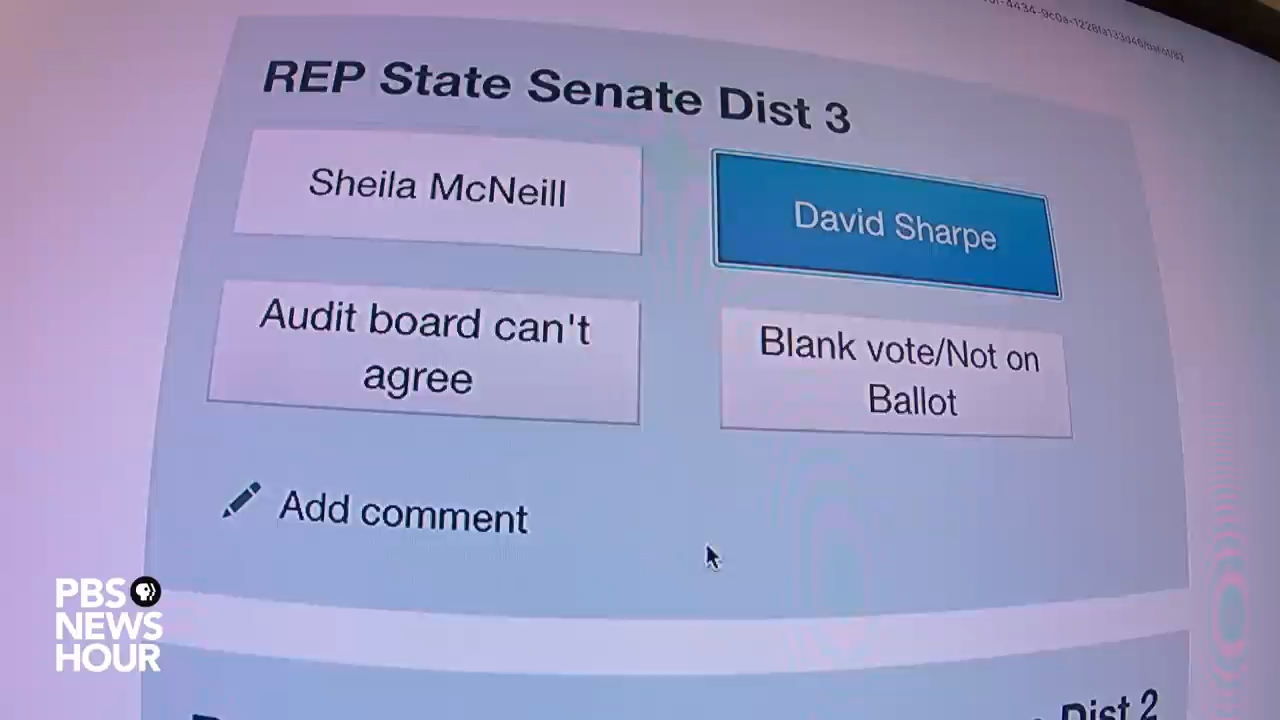 REP State Senate Dist 3
Sheila McNeill
David Sharpe
Audit board can't
agree
Blank vote/Not on
Ballot
Add comment
Dist 2
PBS
NEWS
HOUR